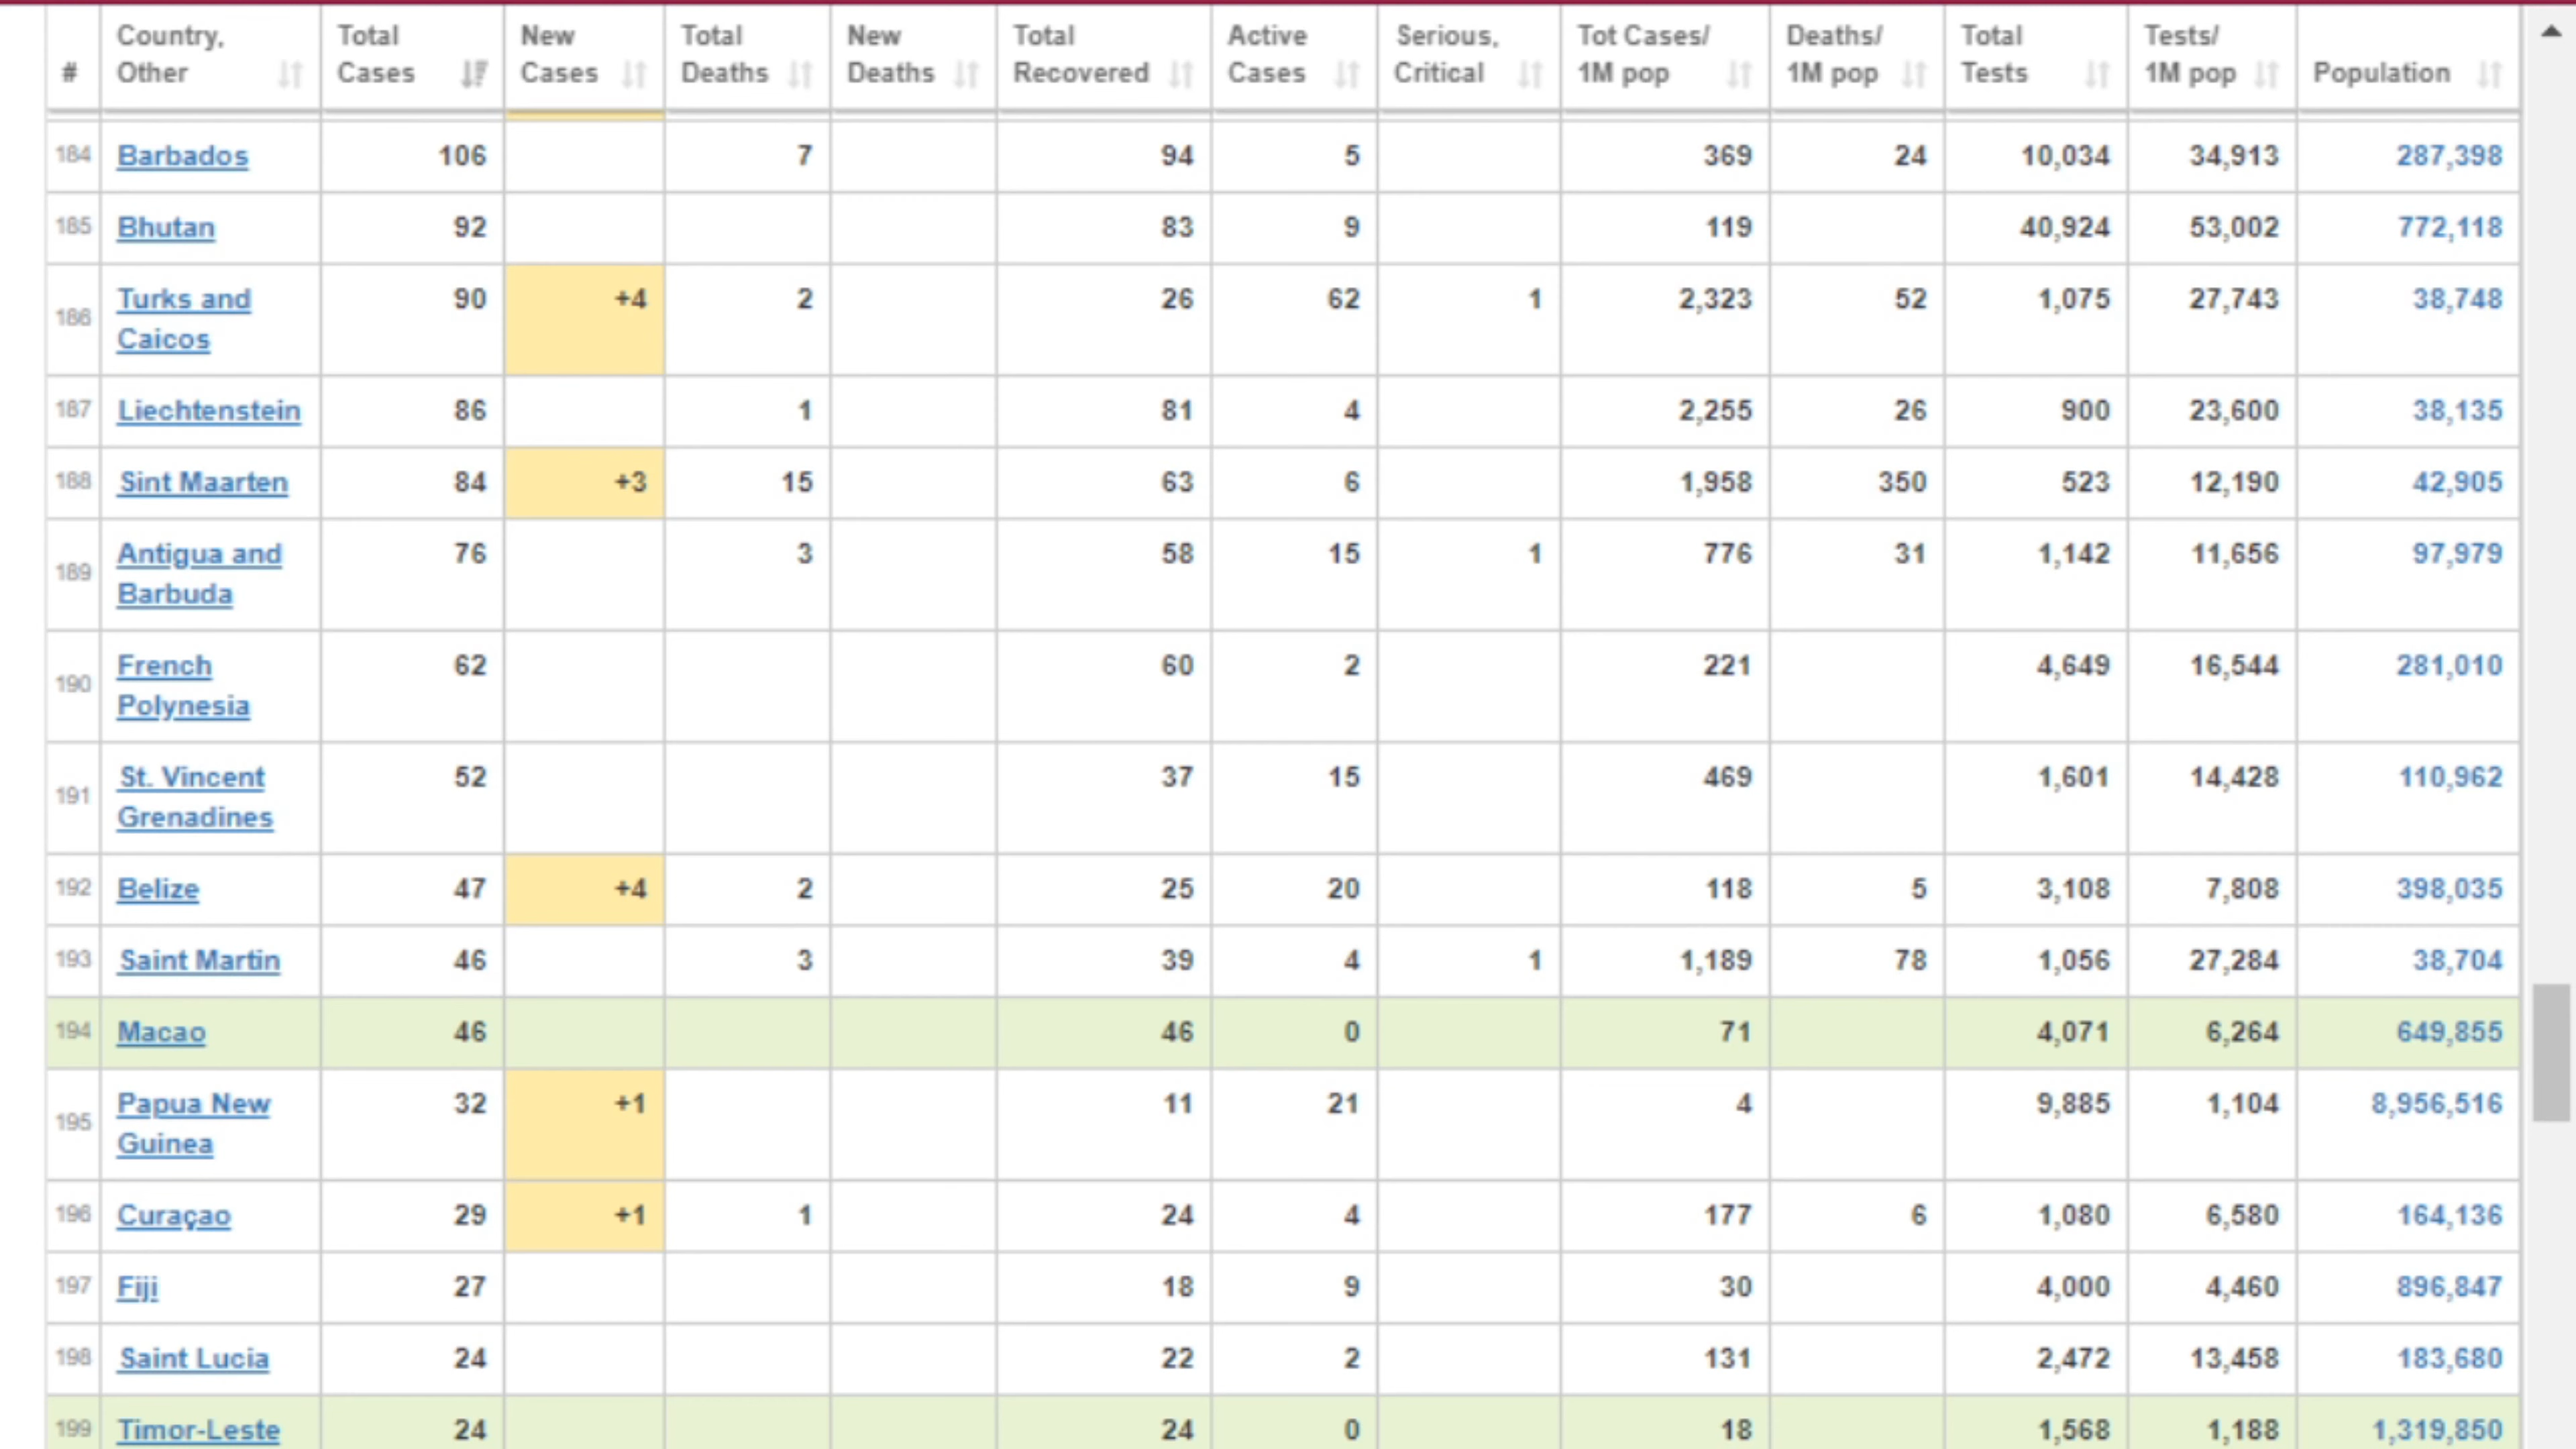 # Country, Other Total Cases New Cases Total Deaths New Deaths Total Recovered Active Cases Serious, Critical Tot Cases/ 1M pop Deaths/ 1M pop Total Tests Tests/ 1M pop Population
184 Barbados 106 7 94 5 369 24 10,034 34,913 287,398
185 Bhutan 92 83 9 119 40,924 53,002 772,118
186 Turks and Caicos 90 +4 2 26 62 1 2,323 52 1,075 27,743 38,748
187 Liechtenstein 86 1 81 4 2,255 26 900 23,600 38,135
188 Sint Maarten 84 +3 15 63 6 1,958 350 523 12,190 42,905
189 Antigua and Barbuda 76 3 58 15 1 776 31 1,142 11,656 97,979
190 French Polynesia 62 60 2 221 4,649 16,544 281,010
191 St. Vincent Grenadines 52 37 15 469 1,601 14,428 110,962
192 Belize 47 +4 2 25 20 118 5 3,108 7,808 398,035
193 Saint Martin 46 3 39 4 1 1,189 78 1,056 27,284 38,704
194 Macao 46 46 0 71 4,071 6,264 649,855
195 Papua New Guinea 32 +1 11 21 4 9,885 1,104 8,956,516
196 Curaçao 29 +1 1 24 4 177 6 1,080 6,580 164,136
197 Fiji 27 18 9 30 4,000 4,460 896,847
198 Saint Lucia 24 22 2 131 2,472 13,458 183,680
199 Timor-Leste 24 24 0 18 1,568 1,188 1,319,850